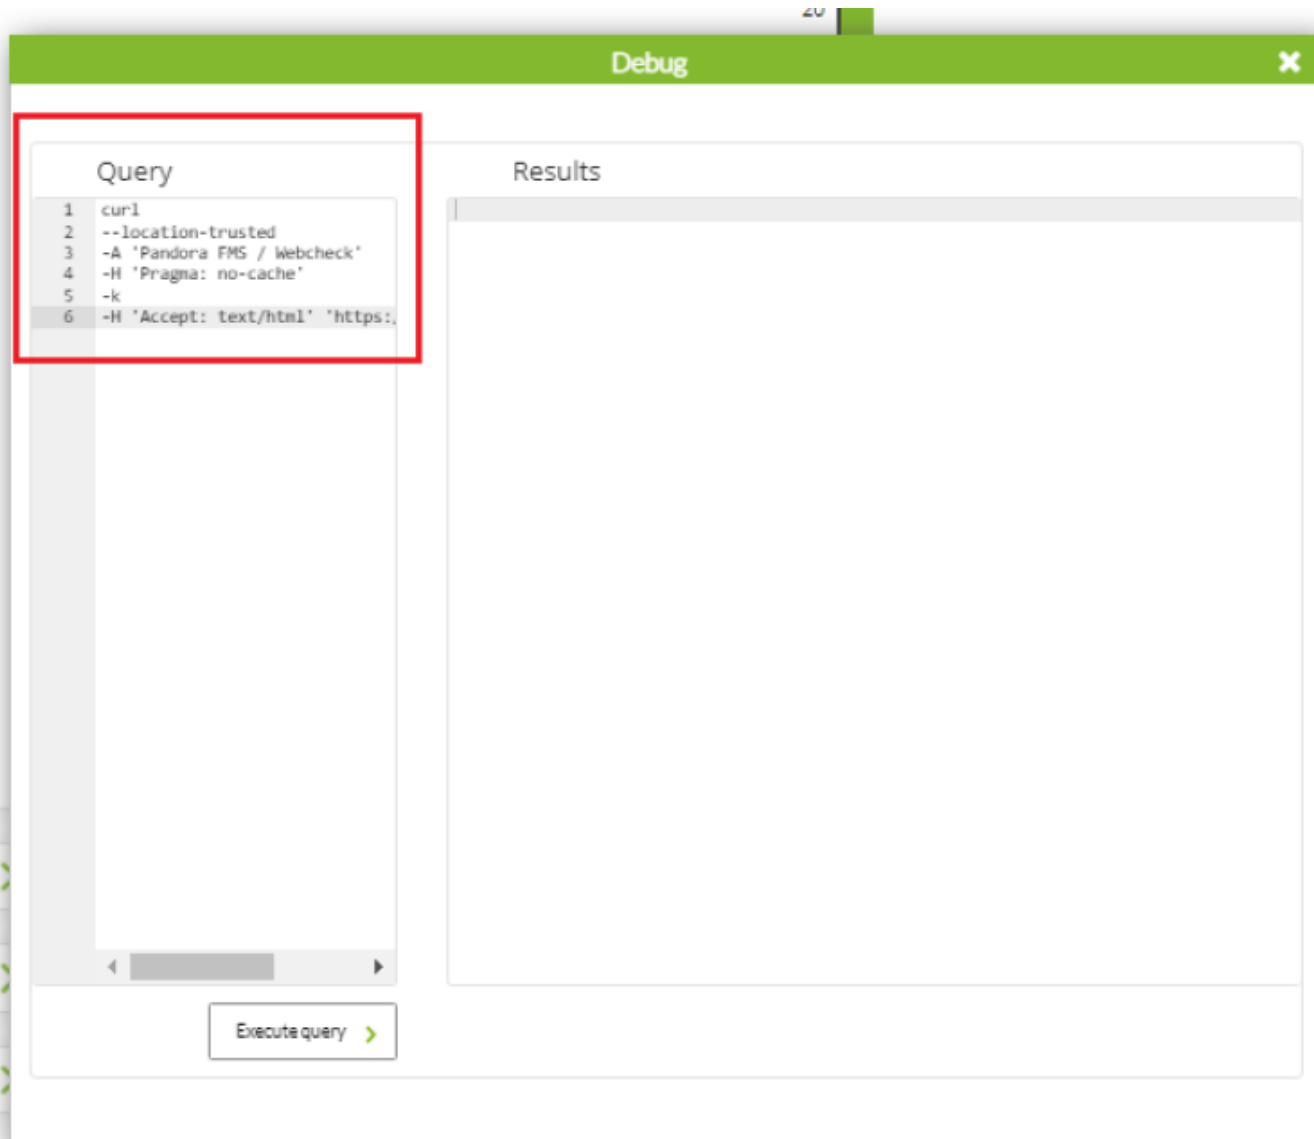 20
Debug
Query
Results
1 curl
2 --location-trusted
3 -A 'Pandora FMS / Webcheck'
4 -H 'Pragma: no-cache'
5 -k
6 -H 'Accept: text/html' 'https:/
Execute query